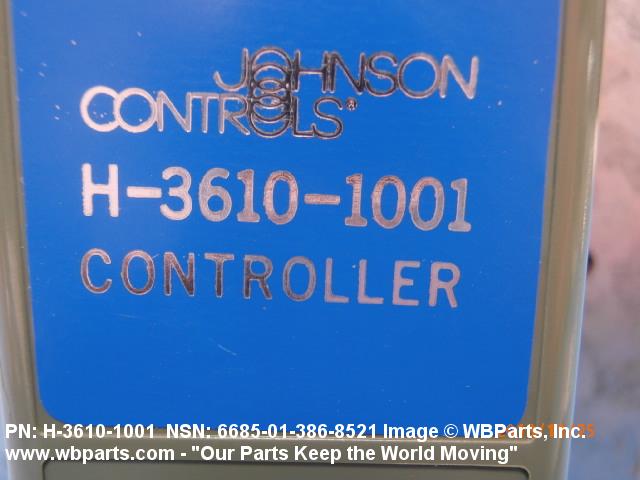 JOHNSON
CONTROLS®
H-3610-1001
CONTROLLER
PN: H-3610-1001 NSN: 6685-01-386-8521 Image © WBParts, Inc.
www.wbparts.com - "Our Parts Keep the World Moving"